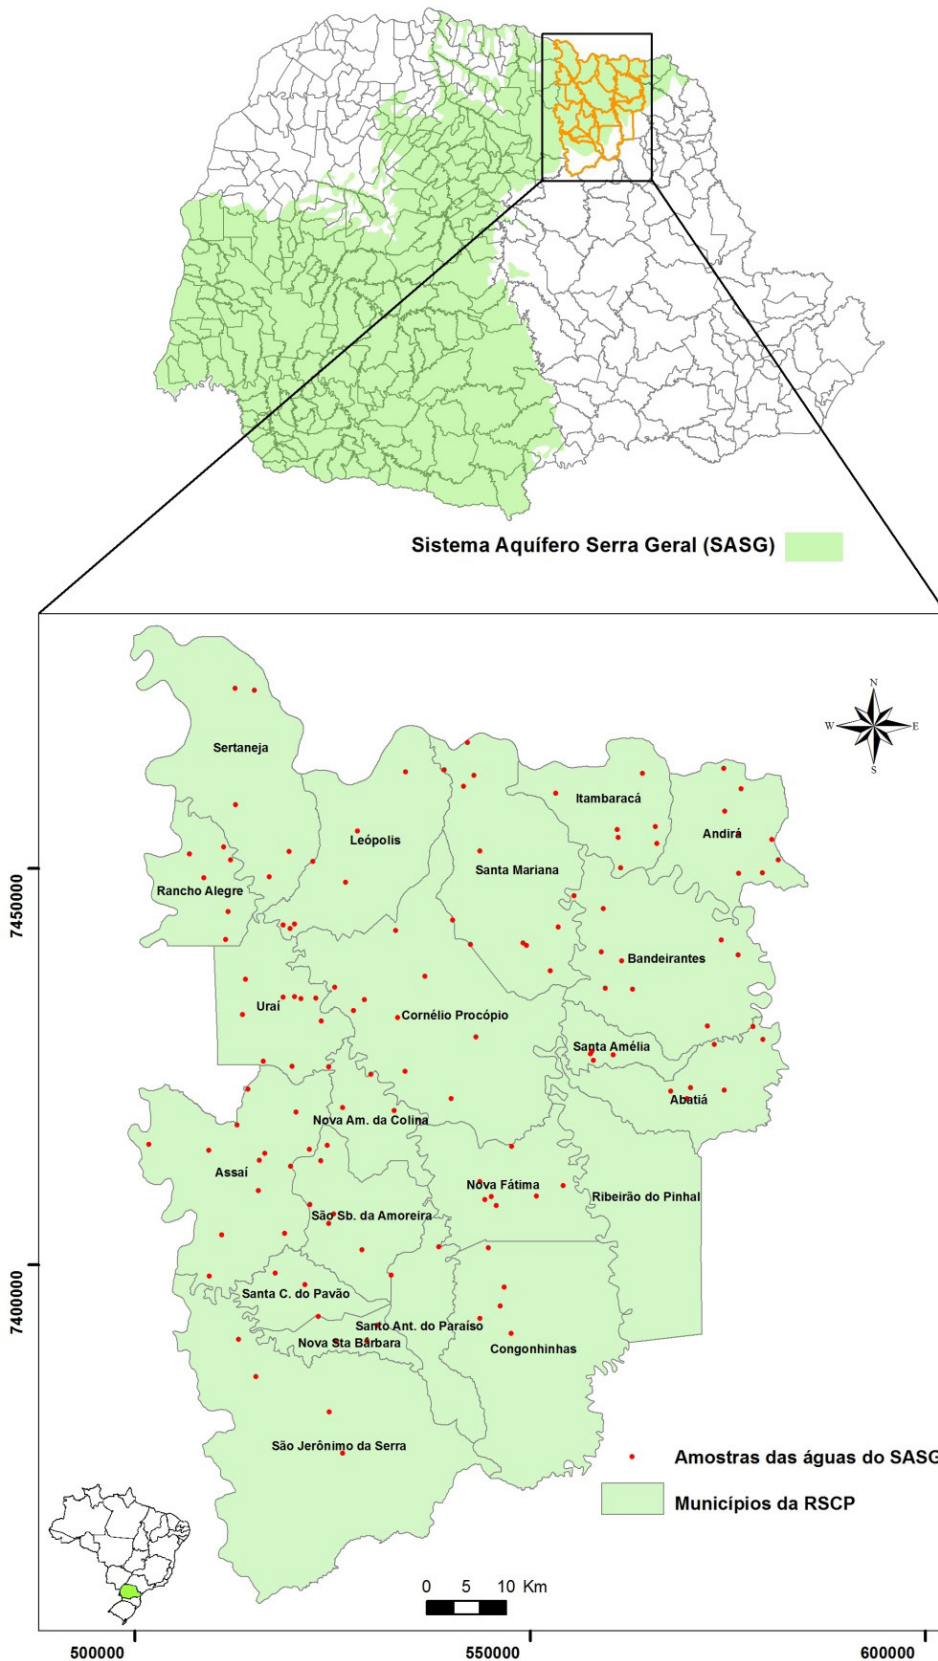 Sistema Aquífero Serra Geral (SASG)
N
W
E
S
Sertaneja
Itambaracá
Andirá
Leópolis
Santa Mariana
Rancho Alegre
7450000
Bandeirantes
Uraí
Cornélio Procópio
Santa Amélia
Abatiá
Nova Am. da Colina
Assaí
Nova Fátima
Ribeirão do Pinhal
São Sb. da Amoreira
7400000
Santa C. do Pavão
Santo Ant. do Paraíso
Nova Sta Bárbara
Congonhinhas
São Jerônimo da Serra
Amostras das águas do SASG
Municípios da RSCP
0 5 10 Km
500000
550000
600000